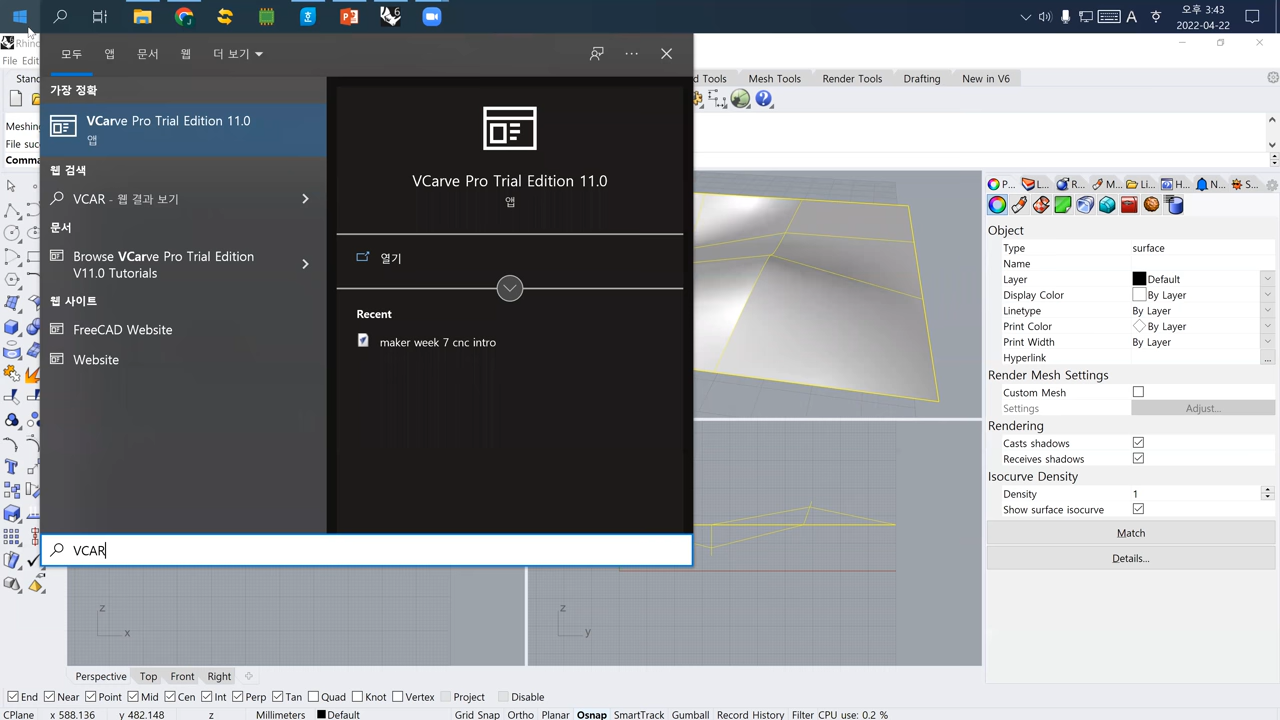 오후 3:43
2022-04-22
모두
앱
문서
웹
더 보기
가장 정확
VCarve Pro Trial Edition 11.0
앱
웹 검색
VCAR - 웹 결과 보기
문서
Browse VCarve Pro Trial Edition
V11.0 Tutorials
웹 사이트
FreeCAD Website
Website
VCarve Pro Trial Edition 11.0
앱
열기
Recent
maker week 7 cnc intro
VCAR
Rhin
File Edit
Stan
Meshin
File suc
Comma
d Tools
Mesh Tools
Render Tools
Drafting
New in V6
P...
L...
R...
M...
Li...
H...
N...
S...
Object
Type surface
Name
Layer Default
Display Color By Layer
Linetype By Layer
Print Color By Layer
Print Width By Layer
Hyperlink ...
Render Mesh Settings
Custom Mesh
Settings Adjust...
Rendering
Casts shadows
Receives shadows
Isocurve Density
Density 1
Show surface isocurve
Match
Details...
z
x
z
y
Perspective Top Front Right
End Near Point Mid Cen Int Perp Tan Quad Knot Vertex Project Disable
CPlane x 588.136 y 482.148 z Millimeters Default Grid Snap Ortho Planar Osnap SmartTrack Gumball Record History Filter CPU use: 0.2 %